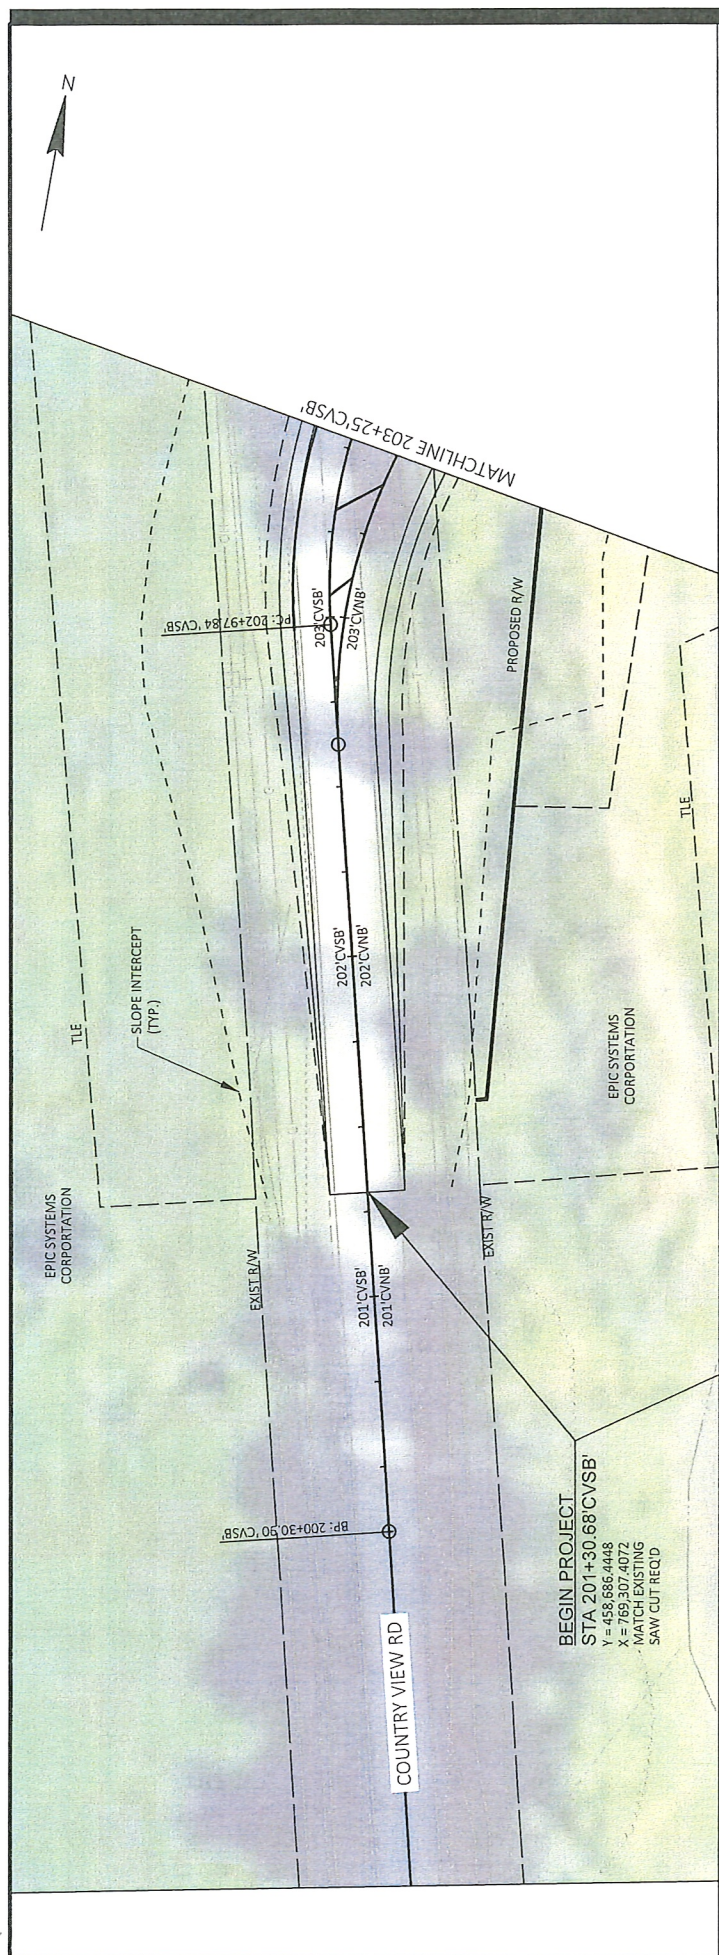 N
MATCHLINE 203+25'CVSB'
PC: 202+97.84 'CVSB'
203'CVSB'
203'CVNB'
PROPOSED R/W
TLE
202'CVSB'
202'CVNB'
SLOPE INTERCEPT
(TYP.)
TLE
EPIC SYSTEMS
CORPORTATION
EPIC SYSTEMS
CORPORTATION
EXIST R/W
EXIST R/W
201'CVSB'
201'CVNB'
BP: 200+30.90 'CVSB'
BEGIN PROJECT
STA 201+30.68'CVSB'
Y = 458,686.4448
X = 769,307.4072
MATCH EXISTING
SAW CUT REQ'D
COUNTRY VIEW RD